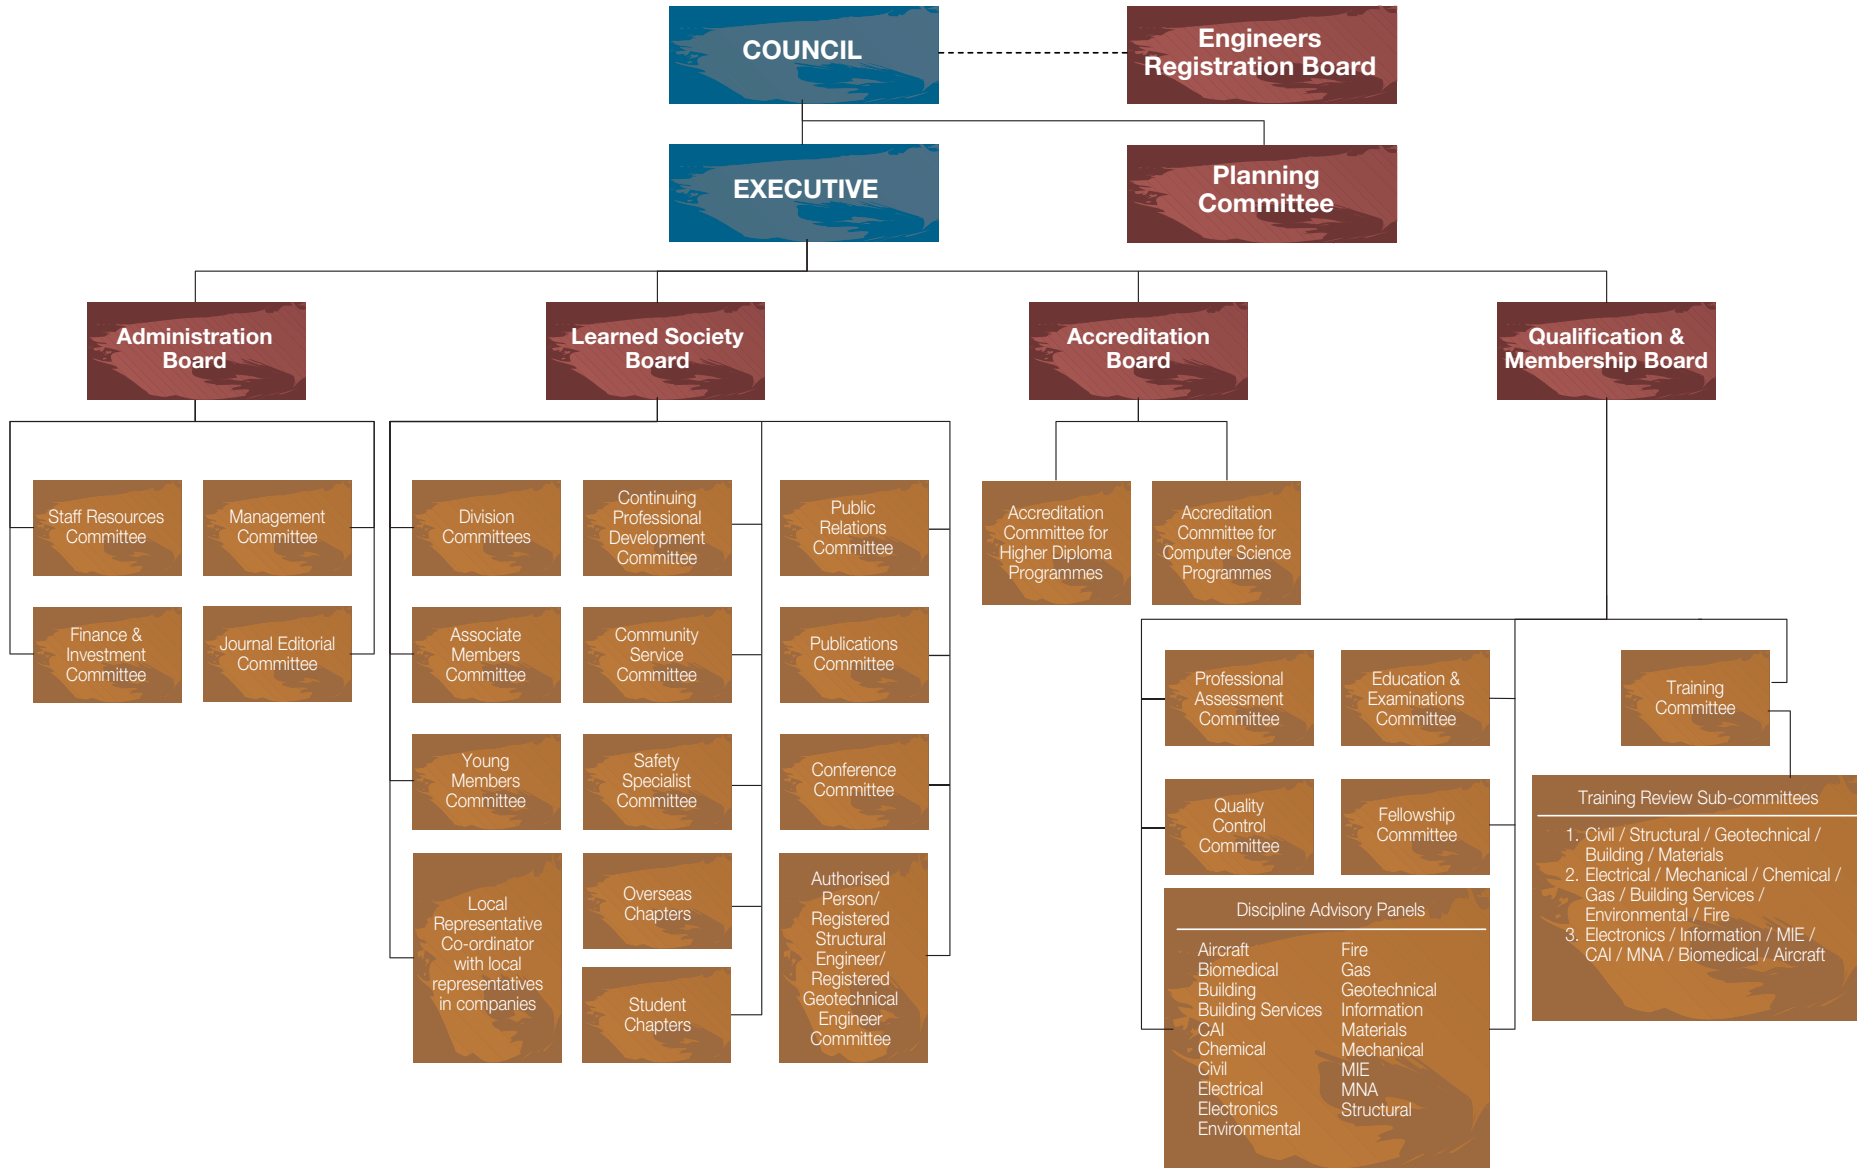 COUNCIL
Engineers
Registration Board
EXECUTIVE
Planning
Committee
Administration
Board
Learned Society
Board
Accreditation
Board
Qualification &
Membership Board
Staff Resources
Committee
Management
Committee
Finance &
Investment
Committee
Journal Editorial
Committee
Division
Committees
Continuing
Professional
Development
Committee
Public
Relations
Committee
Associate
Members
Committee
Community
Service
Committee
Publications
Committee
Young
Members
Committee
Safety
Specialist
Committee
Conference
Committee
Local
Representative
Co-ordinator
with local
representatives
in companies
Overseas
Chapters
Student
Chapters
Authorised
Person/
Registered
Structural
Engineer/
Registered
Geotechnical
Engineer
Committee
Accreditation
Committee for
Higher Diploma
Programmes
Accreditation
Committee for
Computer Science
Programmes
Professional
Assessment
Committee
Education &
Examinations
Committee
Training
Committee
Quality
Control
Committee
Fellowship
Committee
Discipline Advisory Panels
Aircraft
Biomedical
Building
Building Services
CAI
Chemical
Civil
Electrical
Electronics
Environmental
Fire
Gas
Geotechnical
Information
Materials
Mechanical
MIE
MNA
Structural
Training Review Sub-committees
1. Civil / Structural / Geotechnical /
Building / Materials
2. Electrical / Mechanical / Chemical /
Gas / Building Services /
Environmental / Fire
3. Electronics / Information / MIE /
CAI / MNA / Biomedical / Aircraft